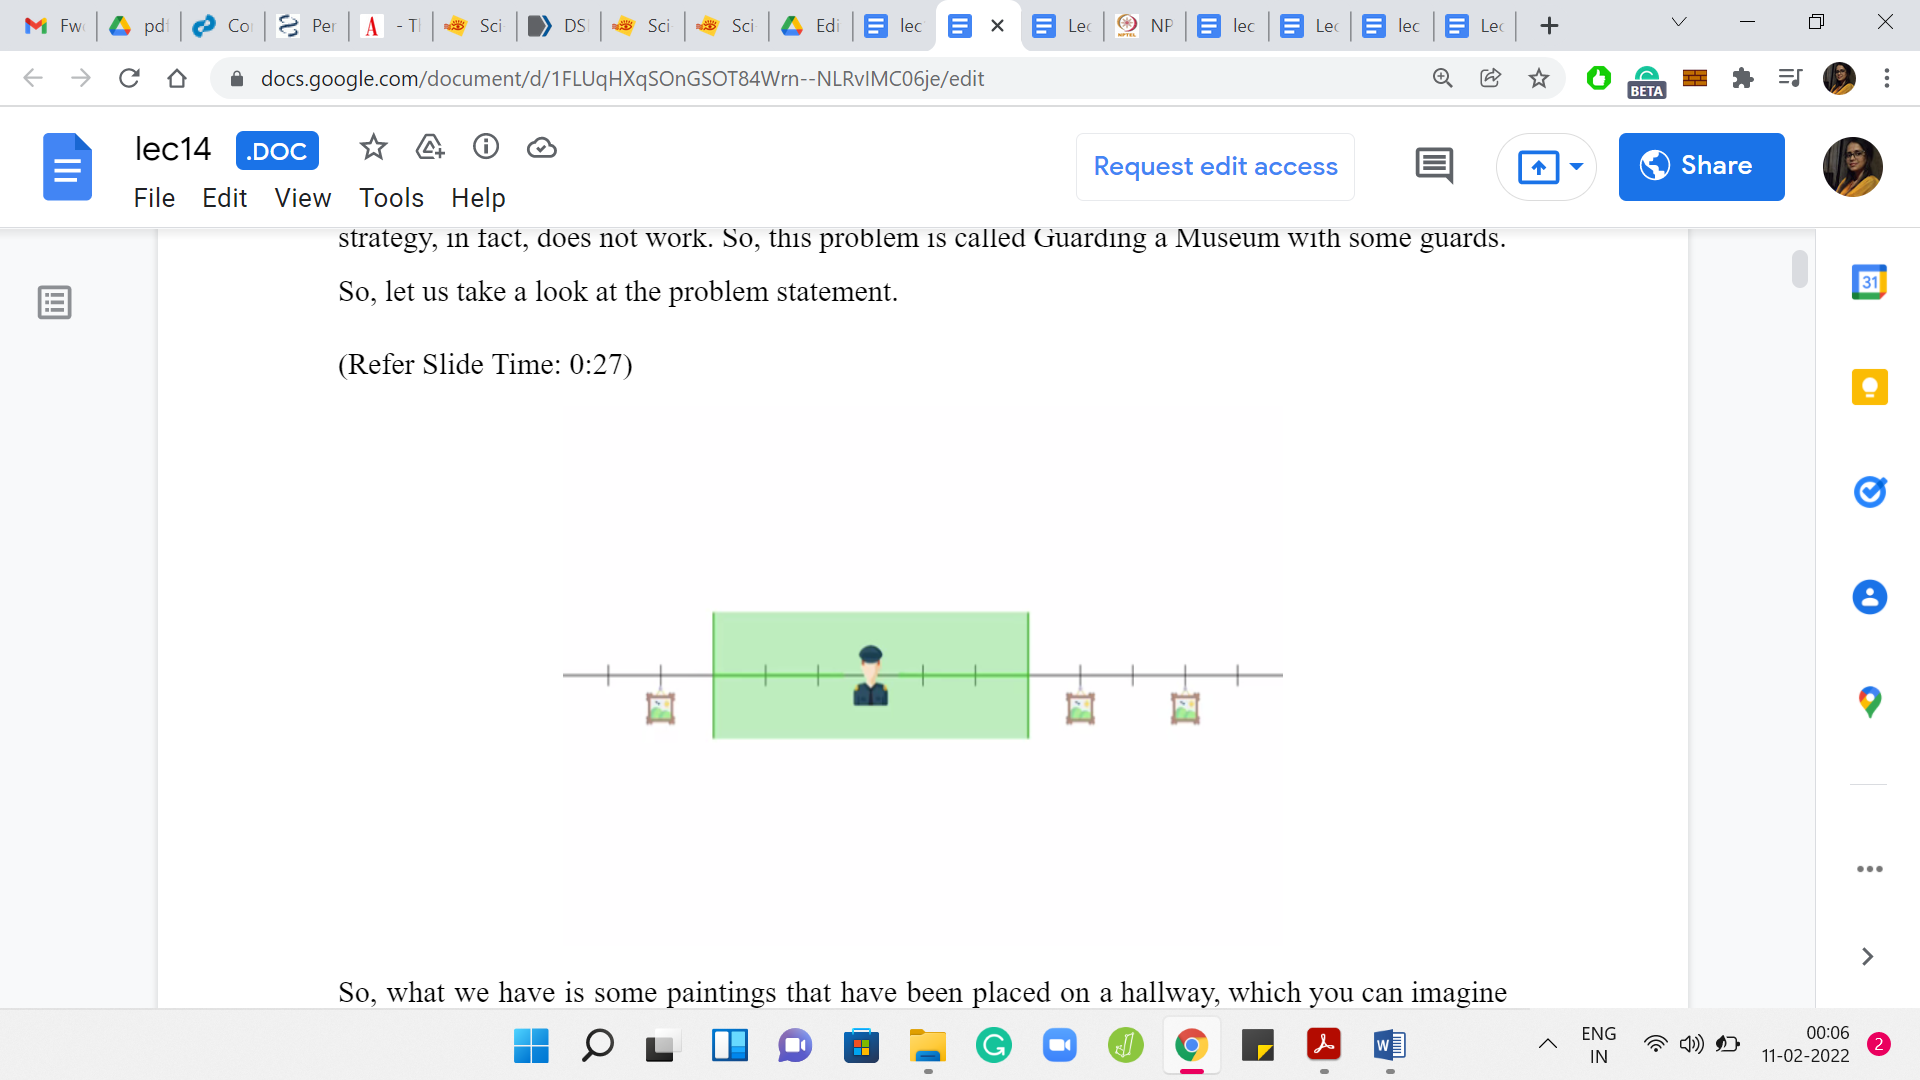 Fw
pdf
Co
Per
- Tl
Sci
DSI
Sci
Sci
Edi
lec
Lec
NP
lec
Lec
lec
Lec
docs.google.com/document/d/1FLUqHXqSOnGSOT84Wrn--NLRvIMC06je/edit
BETA
lec14 .DOC
Request edit access
Share
File Edit View Tools Help
31
strategy, in fact, does not work. So, this problem is called Guarding a Museum with some guards.
So, let us take a look at the problem statement.
(Refer Slide Time: 0:27)
So, what we have is some paintings that have been placed on a hallway, which you can imagine
ENG
IN
00:06
11-02-2022
2